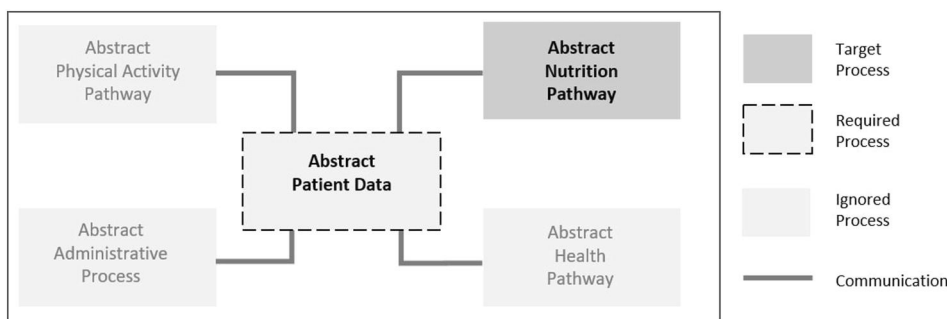 Abstract
Physical Activity
Pathway
Abstract
Nutrition
Pathway
Abstract
Patient Data
Abstract
Administrative
Process
Abstract
Health
Pathway
Target
Process
Required
Process
Ignored
Process
Communication